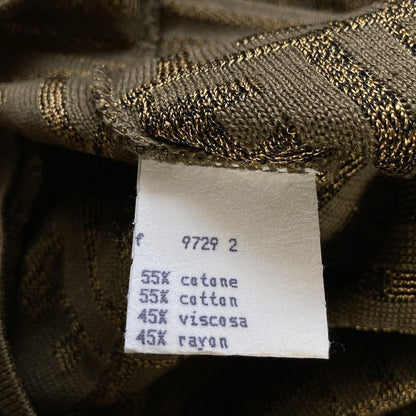 f 9729 2
55% cotone
55% cotton
45% viscosa
45% rayon